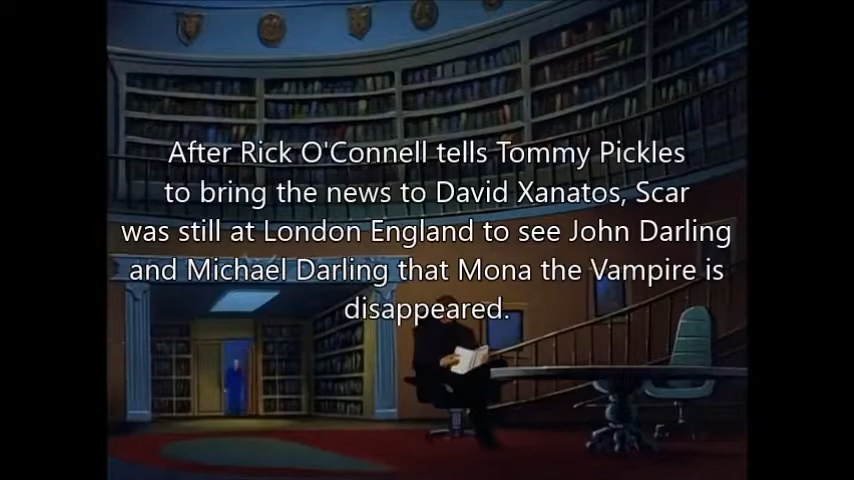 After Rick O'Connell tells Tommy Pickles
to bring the news to David Xanatos, Scar
was still at London England to see John Darling
and Michael Darling that Mona the Vampire is
disappeared.